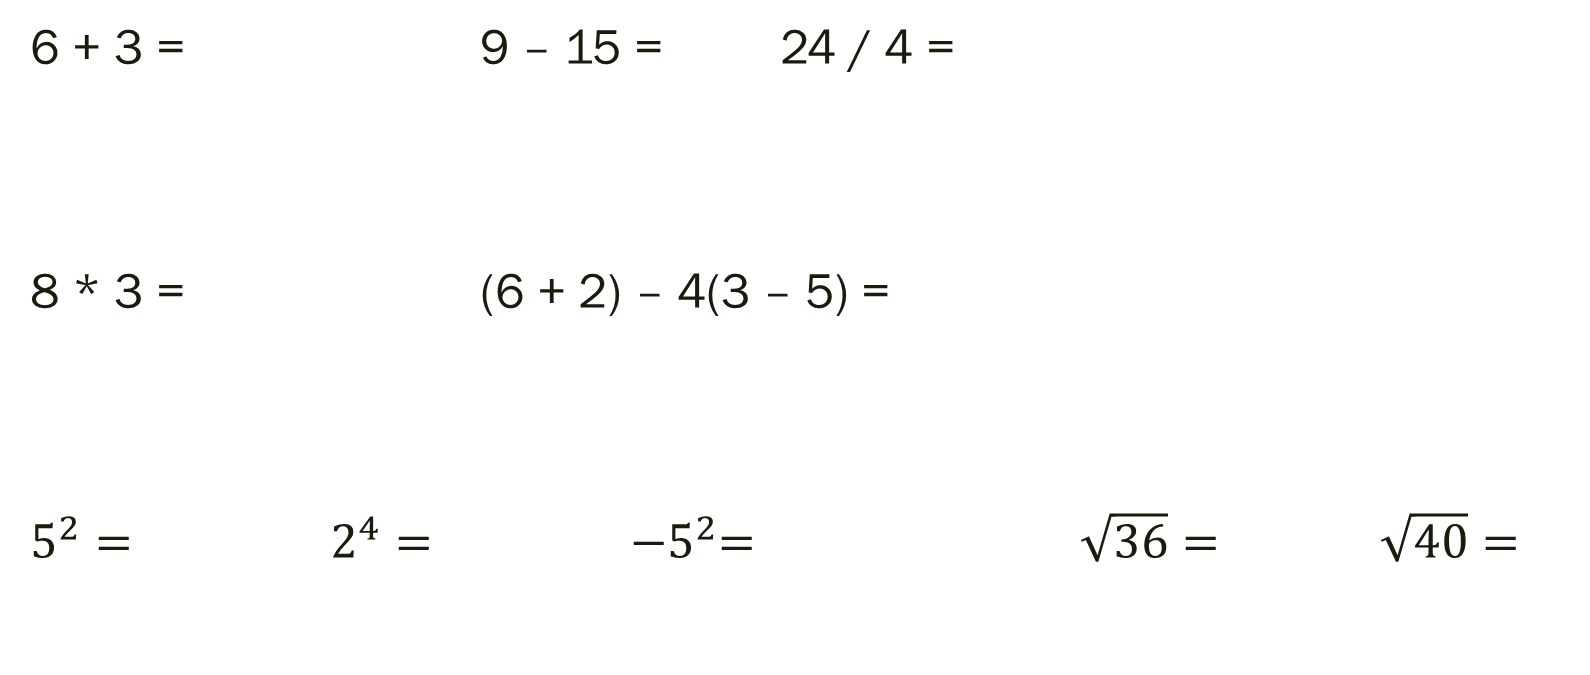 6 + 3 = 9 – 15 = 24 / 4 =
8 * 3 = (6 + 2) – 4(3 – 5) =
5² = 2⁴ = −5²= √36 = √40 =